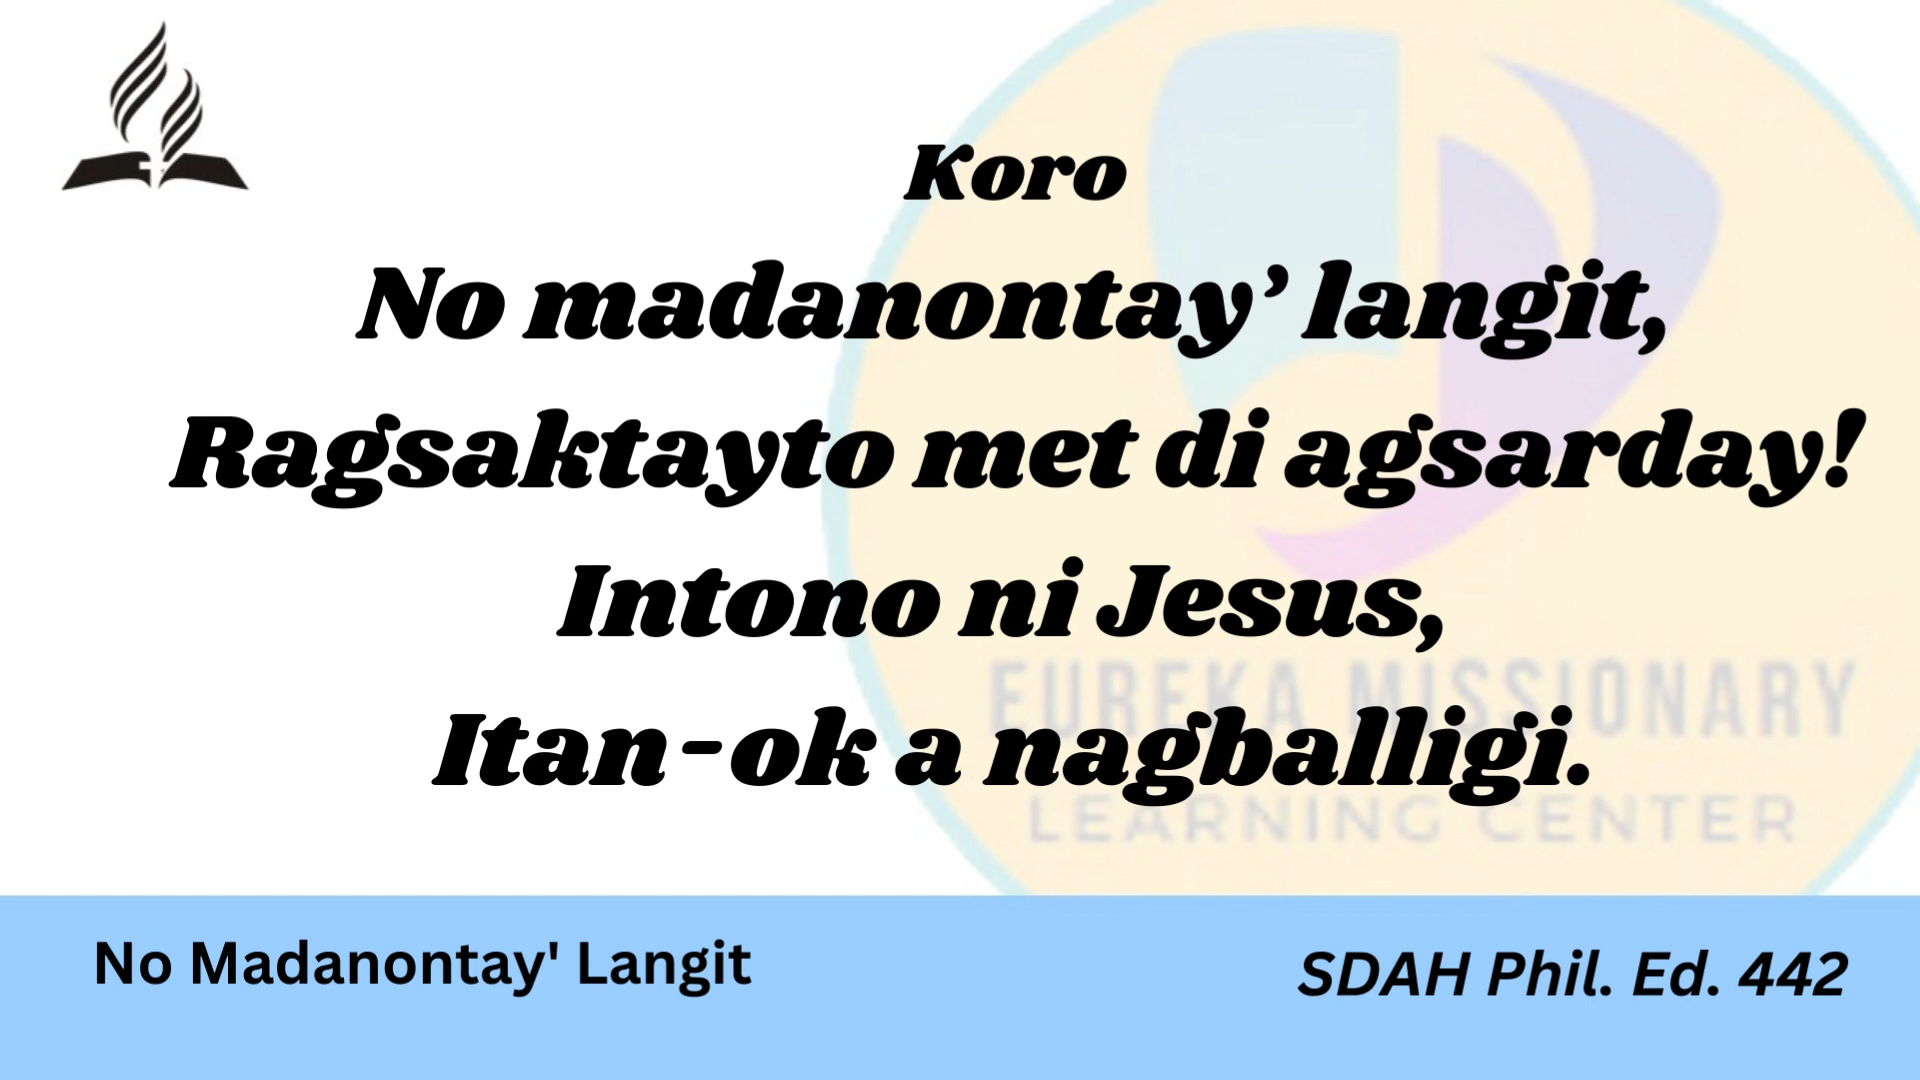 Koro
No madanontay’ langit,
Ragsaktayto met di agsarday!
Intono ni Jesus,
EUREKA MISSIONARY
Itan-ok a nagballigi.
LEARNING CENTER
No Madanontay' Langit
SDAH Phil. Ed. 442